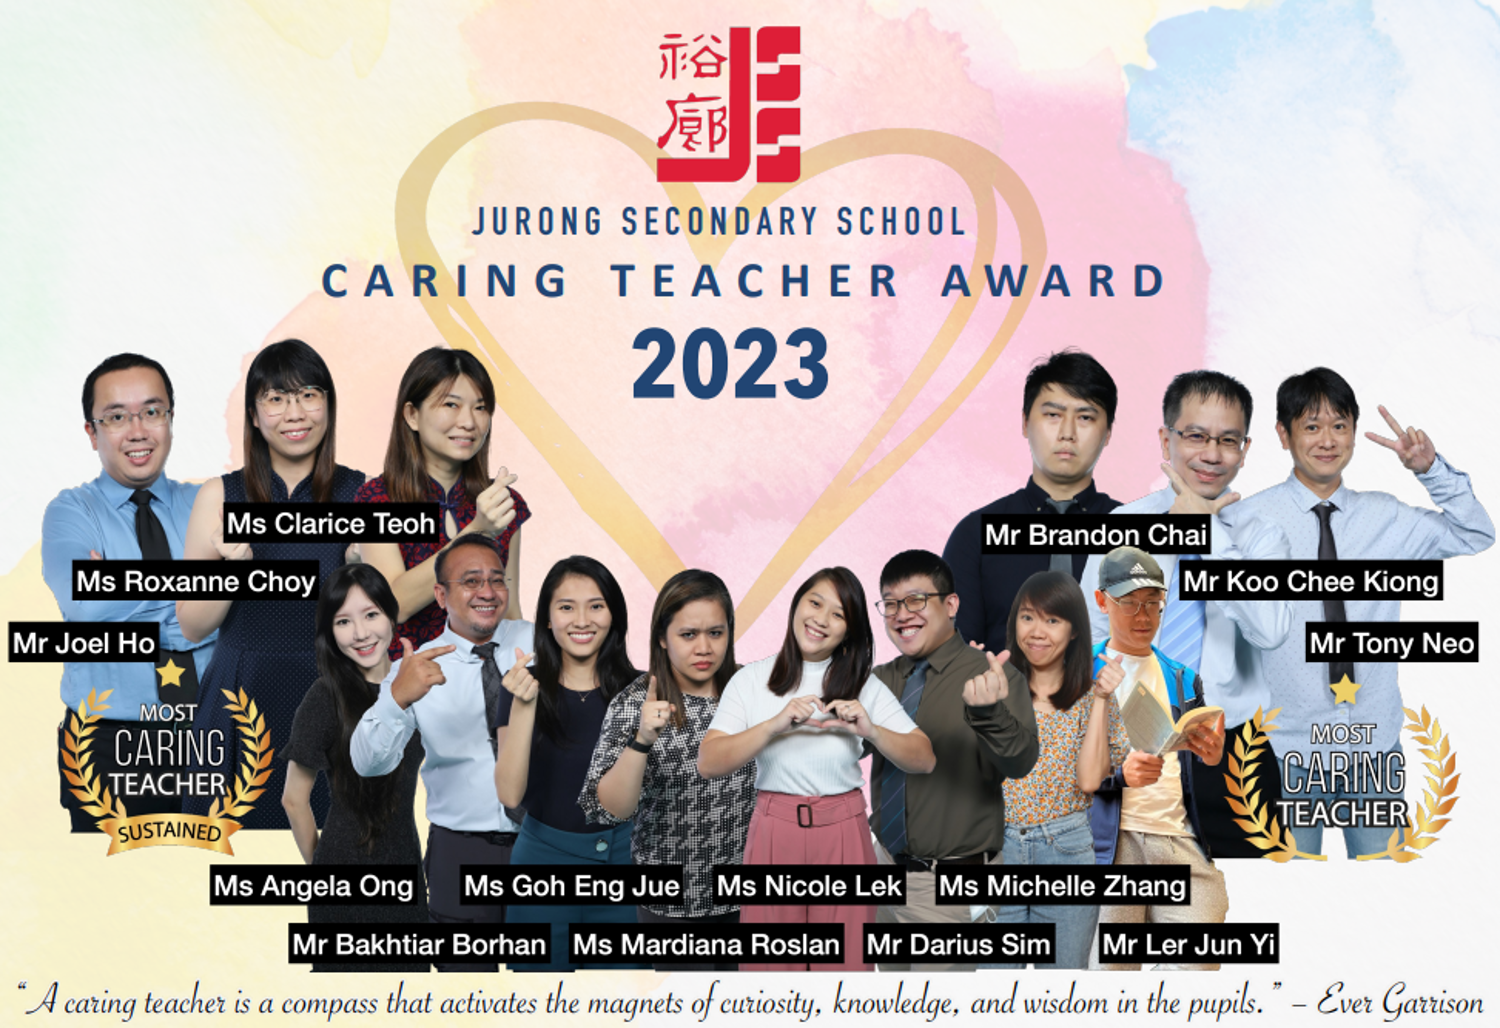 裕
廊
JURONG SECONDARY SCHOOL
CARING TEACHER AWARD
2023
Ms Clarice Teoh
Mr Brandon Chai
Ms Roxanne Choy
Mr Koo Chee Kiong
Mr Joel Ho
Mr Tony Neo
MOST
CARING
TEACHER
SUSTAINED
MOST
CARING
TEACHER
Ms Angela Ong
Ms Goh Eng Jue
Ms Nicole Lek
Ms Michelle Zhang
Mr Bakhtiar Borhan
Ms Mardiana Roslan
Mr Darius Sim
Mr Ler Jun Yi
“A caring teacher is a compass that activates the magnets of curiosity, knowledge, and wisdom in the pupils.” – Ever Garrison